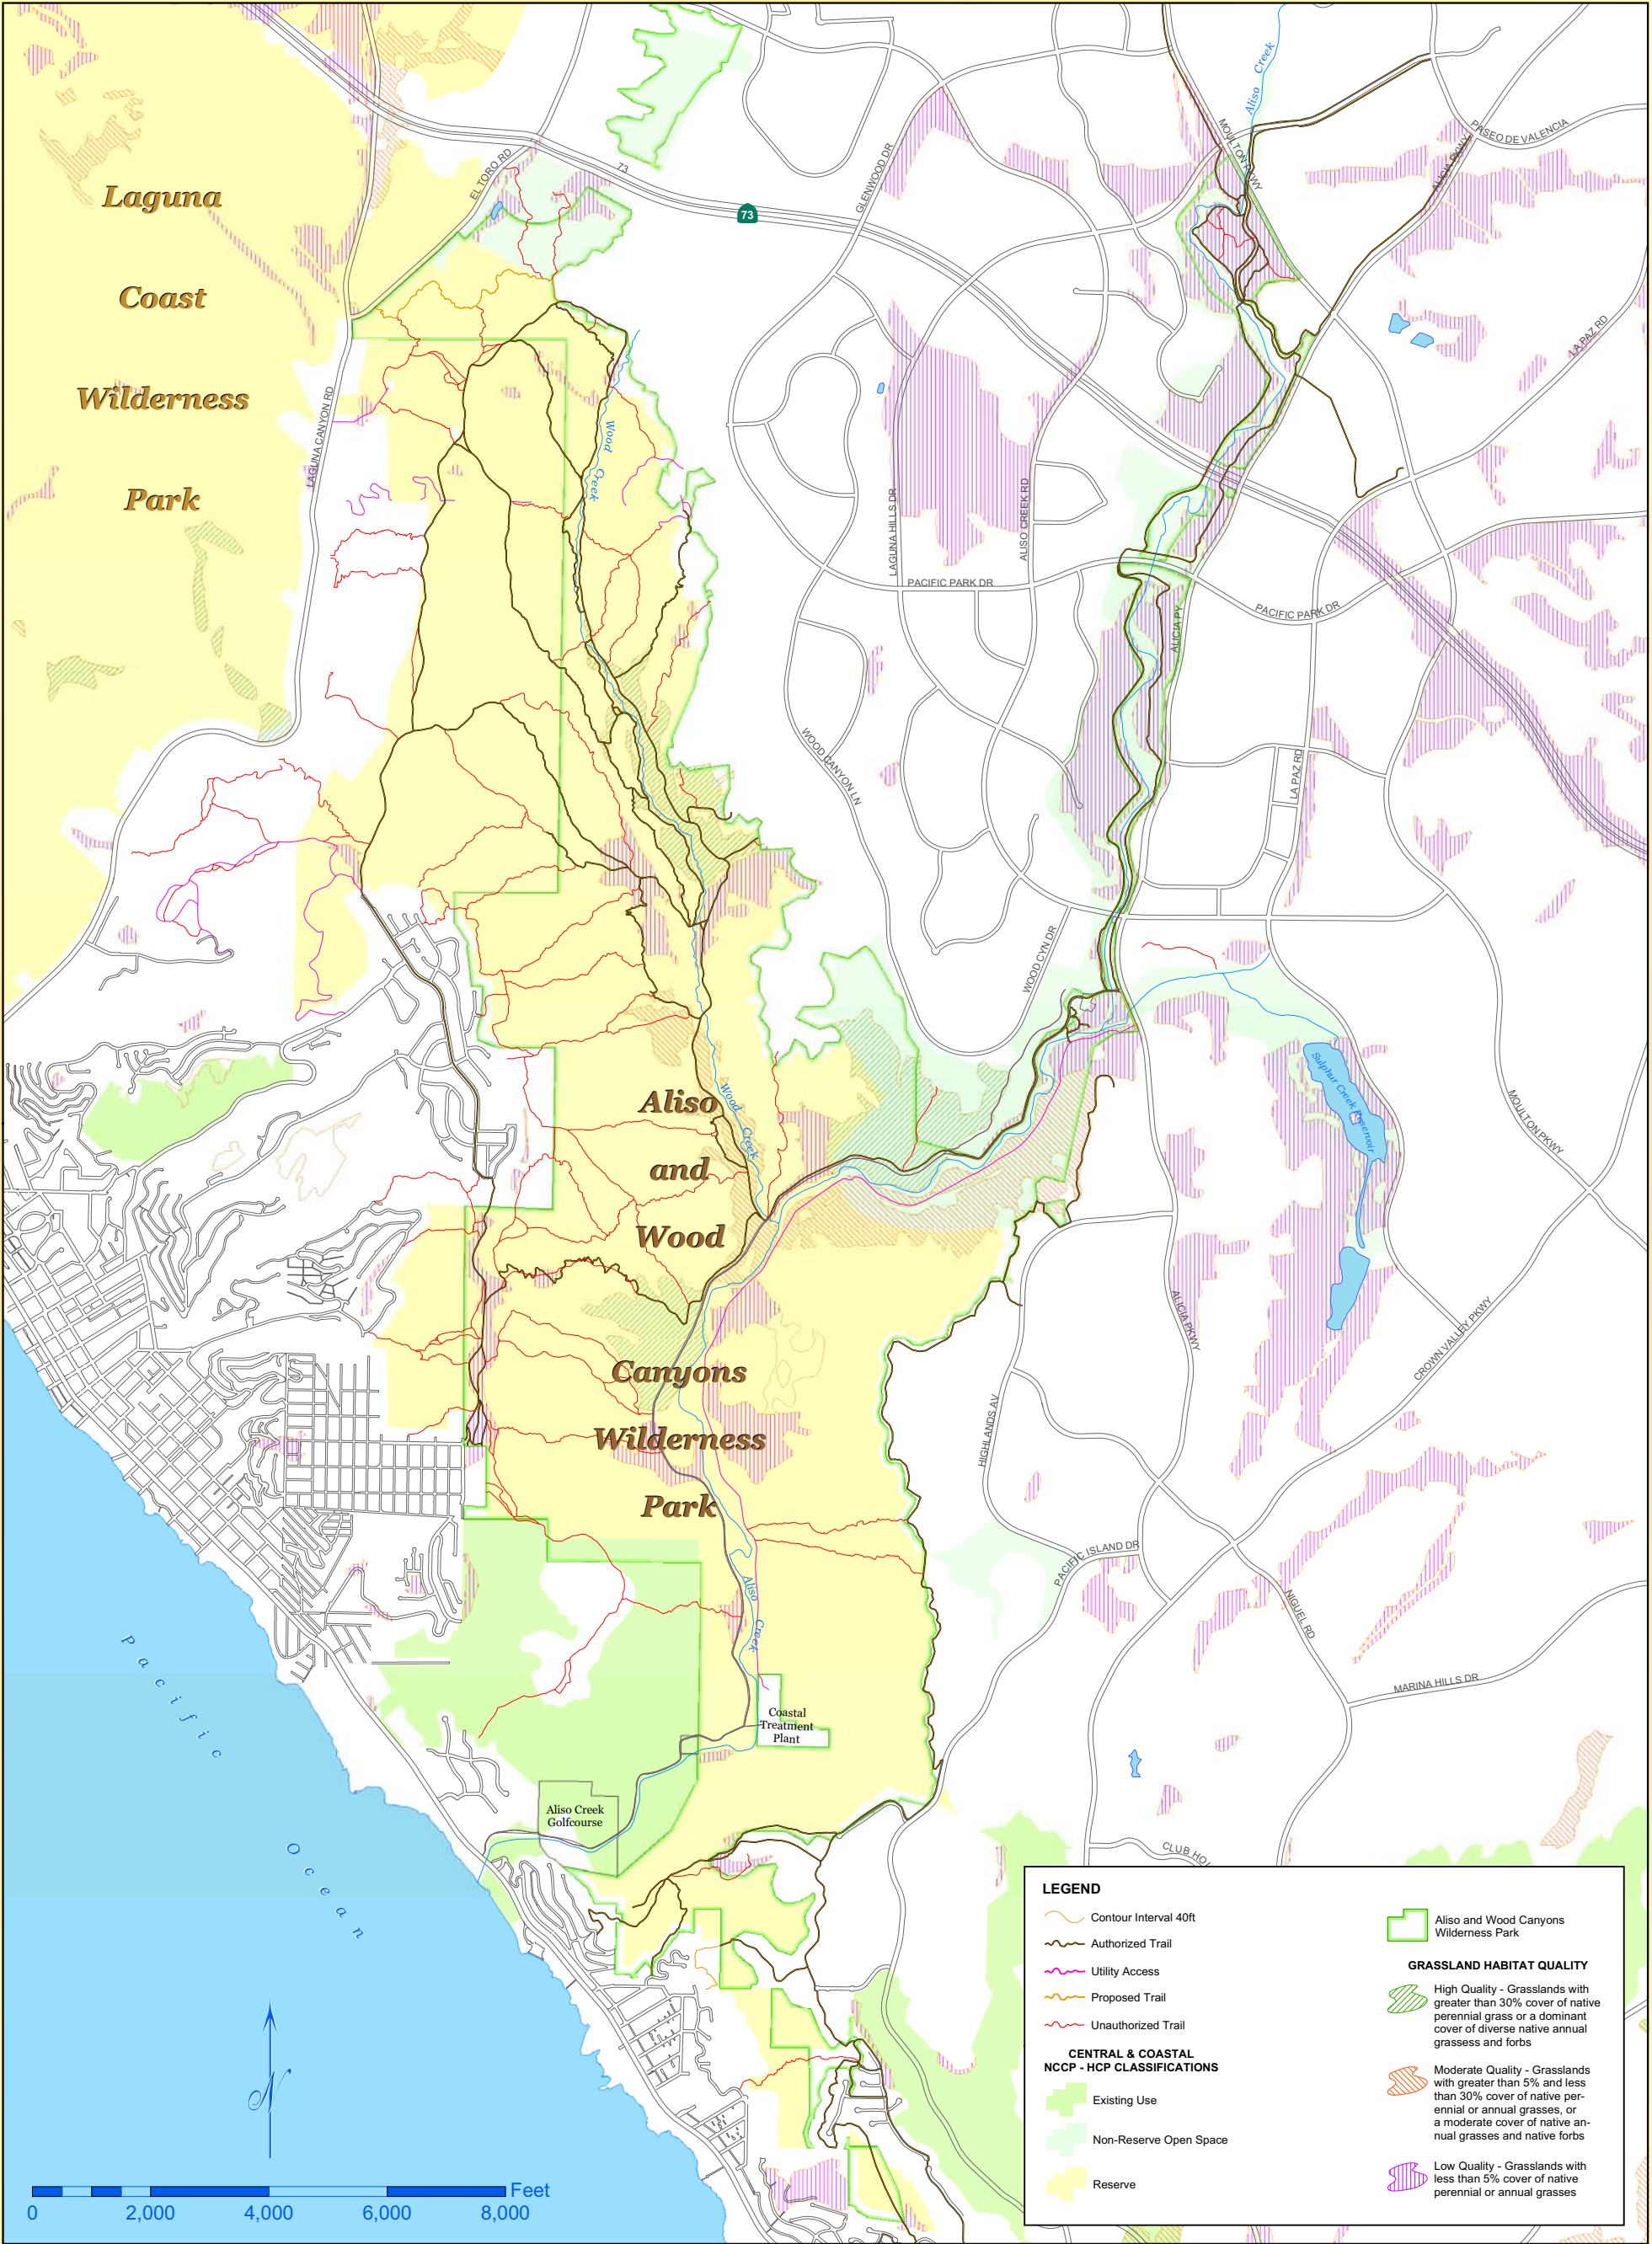 Laguna
Coast
Wilderness
Park
EL TORO RD
73
73
GLENWOOD DR
Aliso Creek
MOULTON PKWY
PASEO DE VALENCIA
ALICIA PKWY
LA PAZ RD
LAGUNA CANYON RD
Wood Creek
LAGUNA HILLS DR
ALISO CREEK RD
PACIFIC PARK DR
PACIFIC PARK DR
ALICIA PY
WOOD CANYON LN
LA PAZ RD
WOOD CYN DR
Sulphur Creek Reservoir
MOULTON PKWY
Aliso
and
Wood
Canyons
Wilderness
Park
Wood Creek
ALICIA PKWY
CROWN VALLEY PKWY
HIGHLANDS AV
PACIFIC ISLAND DR
NIGUEL RD
MARINA HILLS DR
Aliso Creek
Coastal
Treatment
Plant
Aliso Creek
Golfcourse
Pacific
Ocean
CLUB HO
N
Feet
0
2,000
4,000
6,000
8,000
LEGEND
Contour Interval 40ft
Authorized Trail
Utility Access
Proposed Trail
Unauthorized Trail
CENTRAL & COASTAL
NCCP - HCP CLASSIFICATIONS
Existing Use
Non-Reserve Open Space
Reserve
Aliso and Wood Canyons
Wilderness Park
GRASSLAND HABITAT QUALITY
High Quality - Grasslands with
greater than 30% cover of native
perennial grass or a dominant
cover of diverse native annual
grassess and forbs
Moderate Quality - Grasslands
with greater than 5% and less
than 30% cover of native per-
ennial or annual grasses, or
a moderate cover of native an-
nual grasses and native forbs
Low Quality - Grasslands with
less than 5% cover of native
perennial or annual grasses